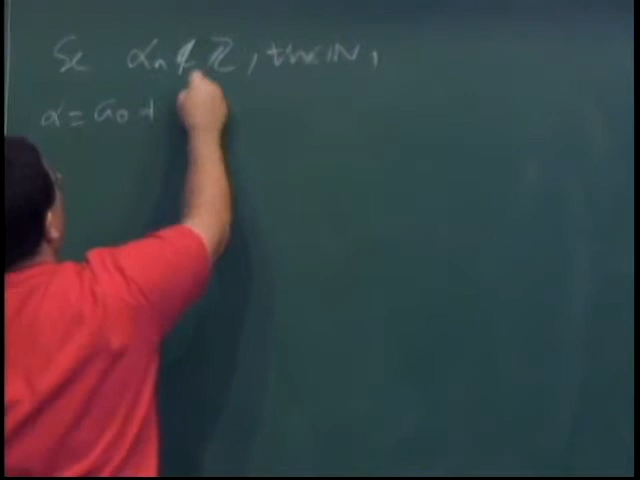 Se αₙ ∉ ℤ, ∀n∈ℕ,
α = a₀ +